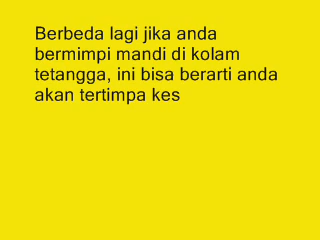 Berbeda lagi jika anda
bermimpi mandi di kolam
tetangga, ini bisa berarti anda
akan tertimpa kes